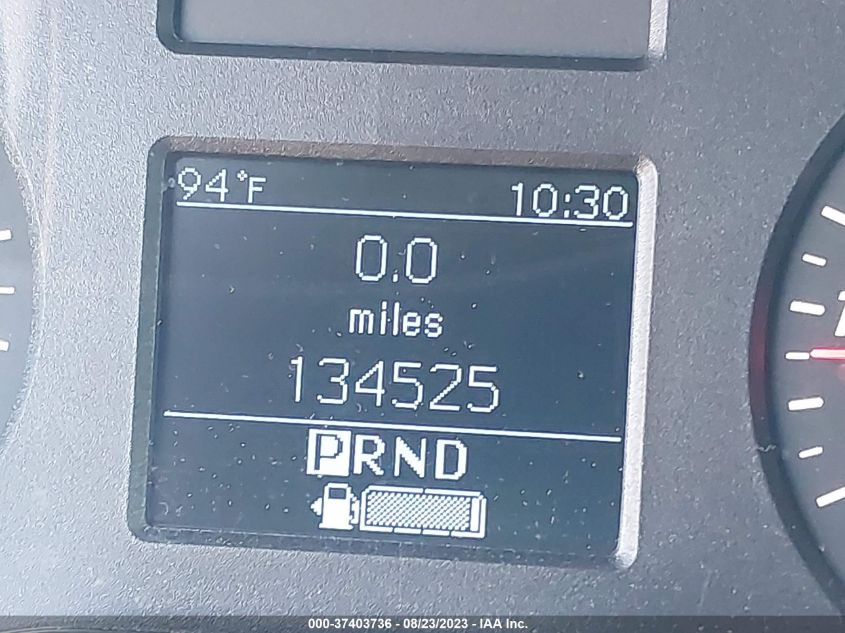 94°F 10:30
0.0
miles
134525
PRND
000-37403736 - 08/23/2023 - IAA Inc.